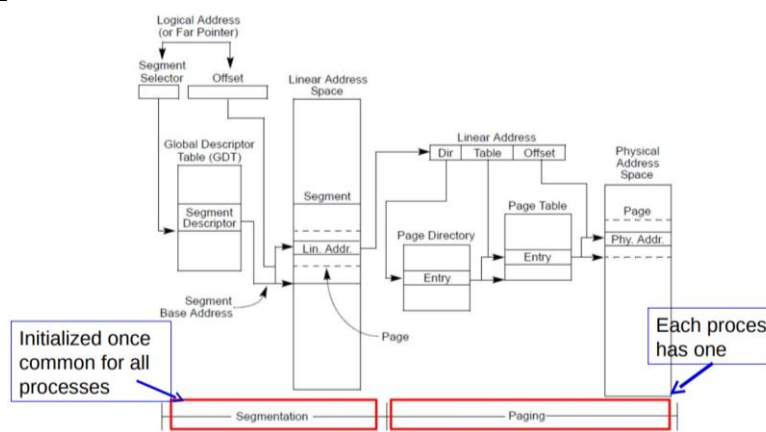 Logical Address
(or Far Pointer)
Segment
Selector
Offset
Linear Address
Space
Global Descriptor
Table (GDT)
Segment
Descriptor
Segment
Base Address
Segment
Lin. Addr.
Page
Linear Address
Dir Table Offset
Page Directory
Entry
Page Table
Entry
Physical
Address
Space
Page
Phy. Addr.
Initialized once
common for all
processes
Each proces
has one
Segmentation
Paging